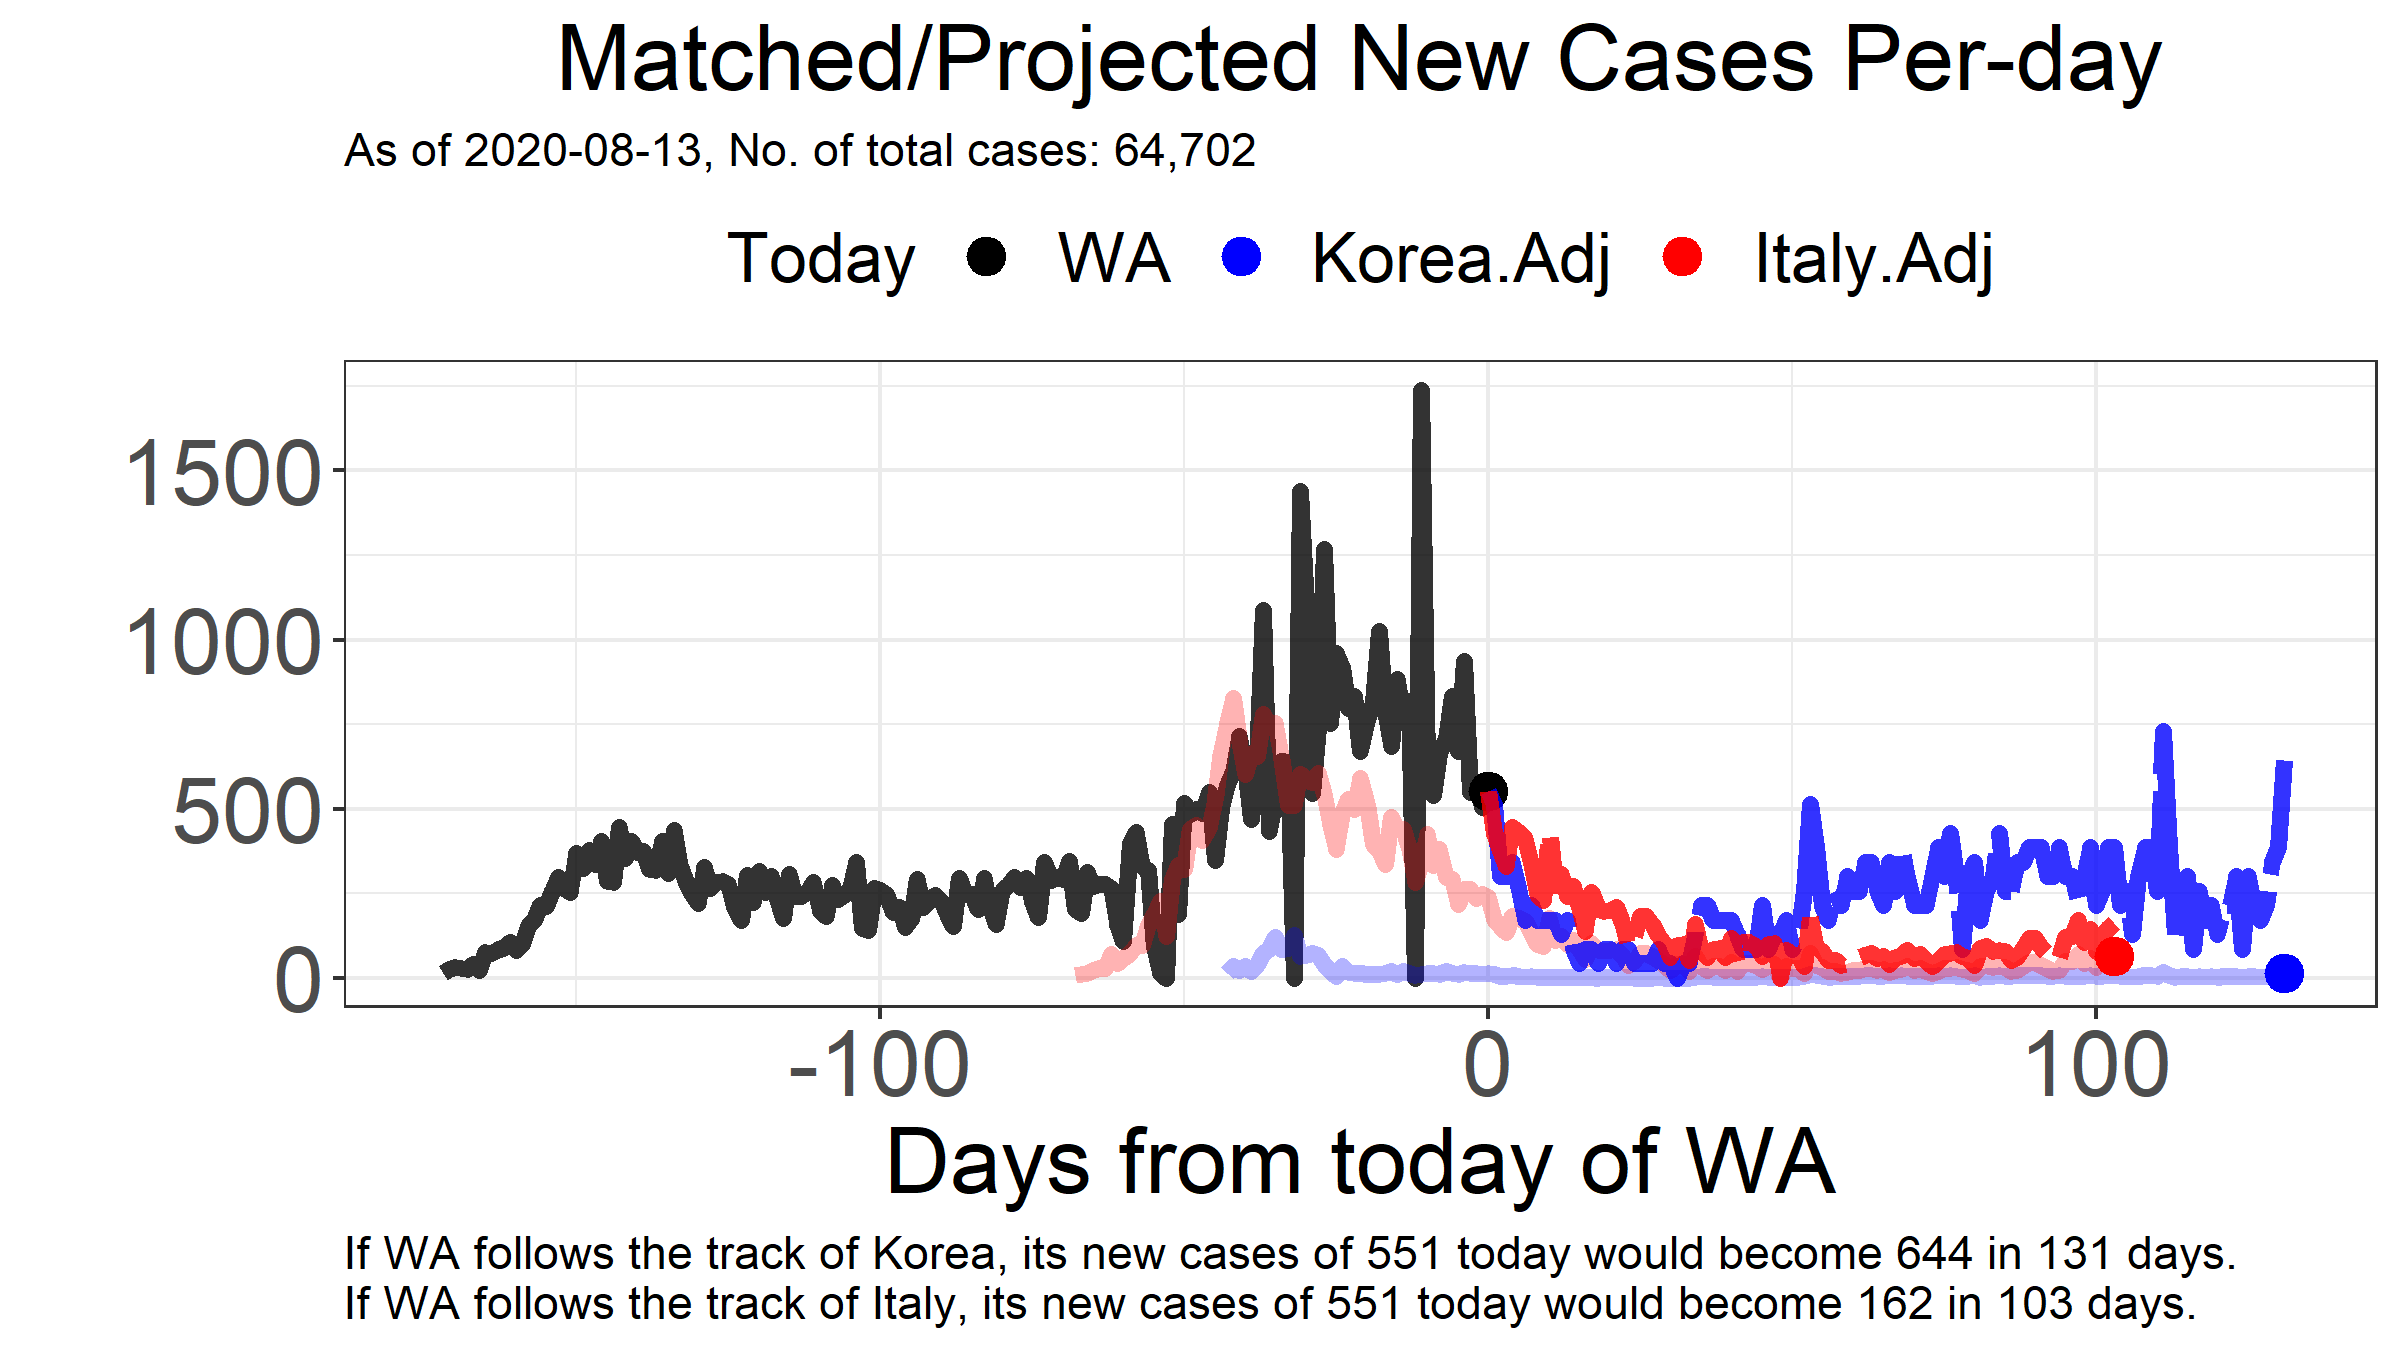 Matched/Projected New Cases Per-day
As of 2020-08-13, No. of total cases: 64,702
Today WA Korea.Adj Italy.Adj
1500
1000
500
0
-100 0 100
Days from today of WA
If WA follows the track of Korea, its new cases of 551 today would become 644 in 131 days.
If WA follows the track of Italy, its new cases of 551 today would become 162 in 103 days.